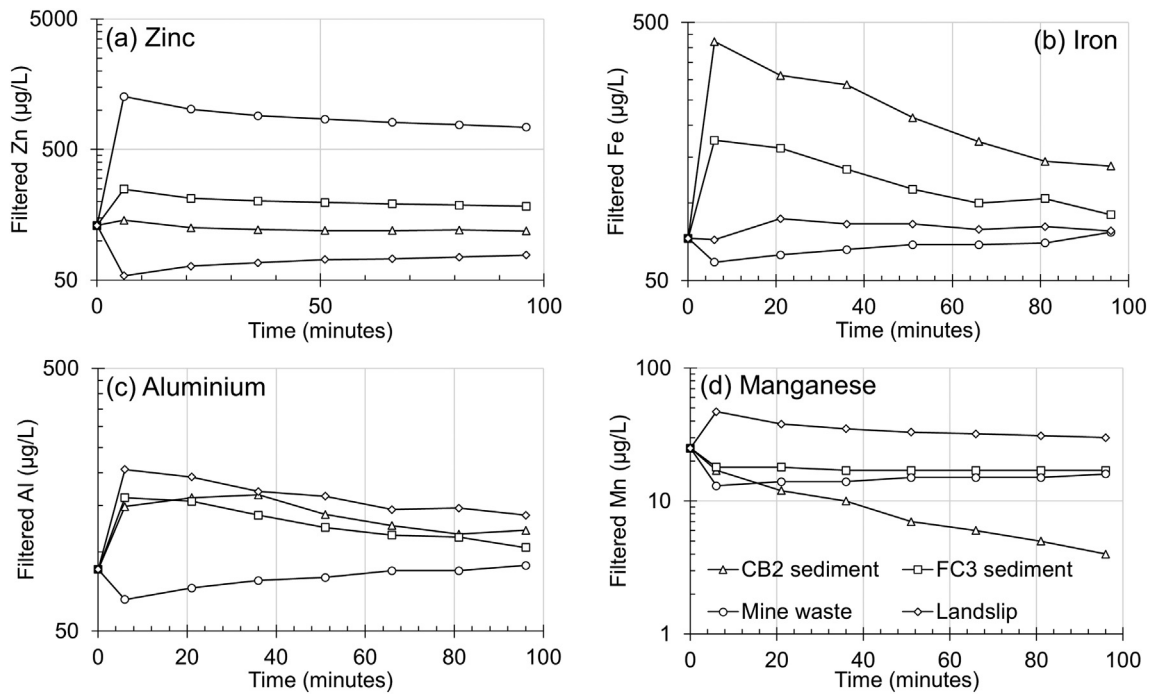 (a) Zinc
Filtered Zn (µg/L)
5000
500
50
0 50 100
Time (minutes)
(b) Iron
Filtered Fe (µg/L)
500
50
0 20 40 60 80 100
Time (minutes)
(c) Aluminium
Filtered Al (µg/L)
500
50
0 20 40 60 80 100
Time (minutes)
(d) Manganese
Filtered Mn (µg/L)
100
10
1
CB2 sediment FC3 sediment
Mine waste Landslip
0 20 40 60 80 100
Time (minutes)